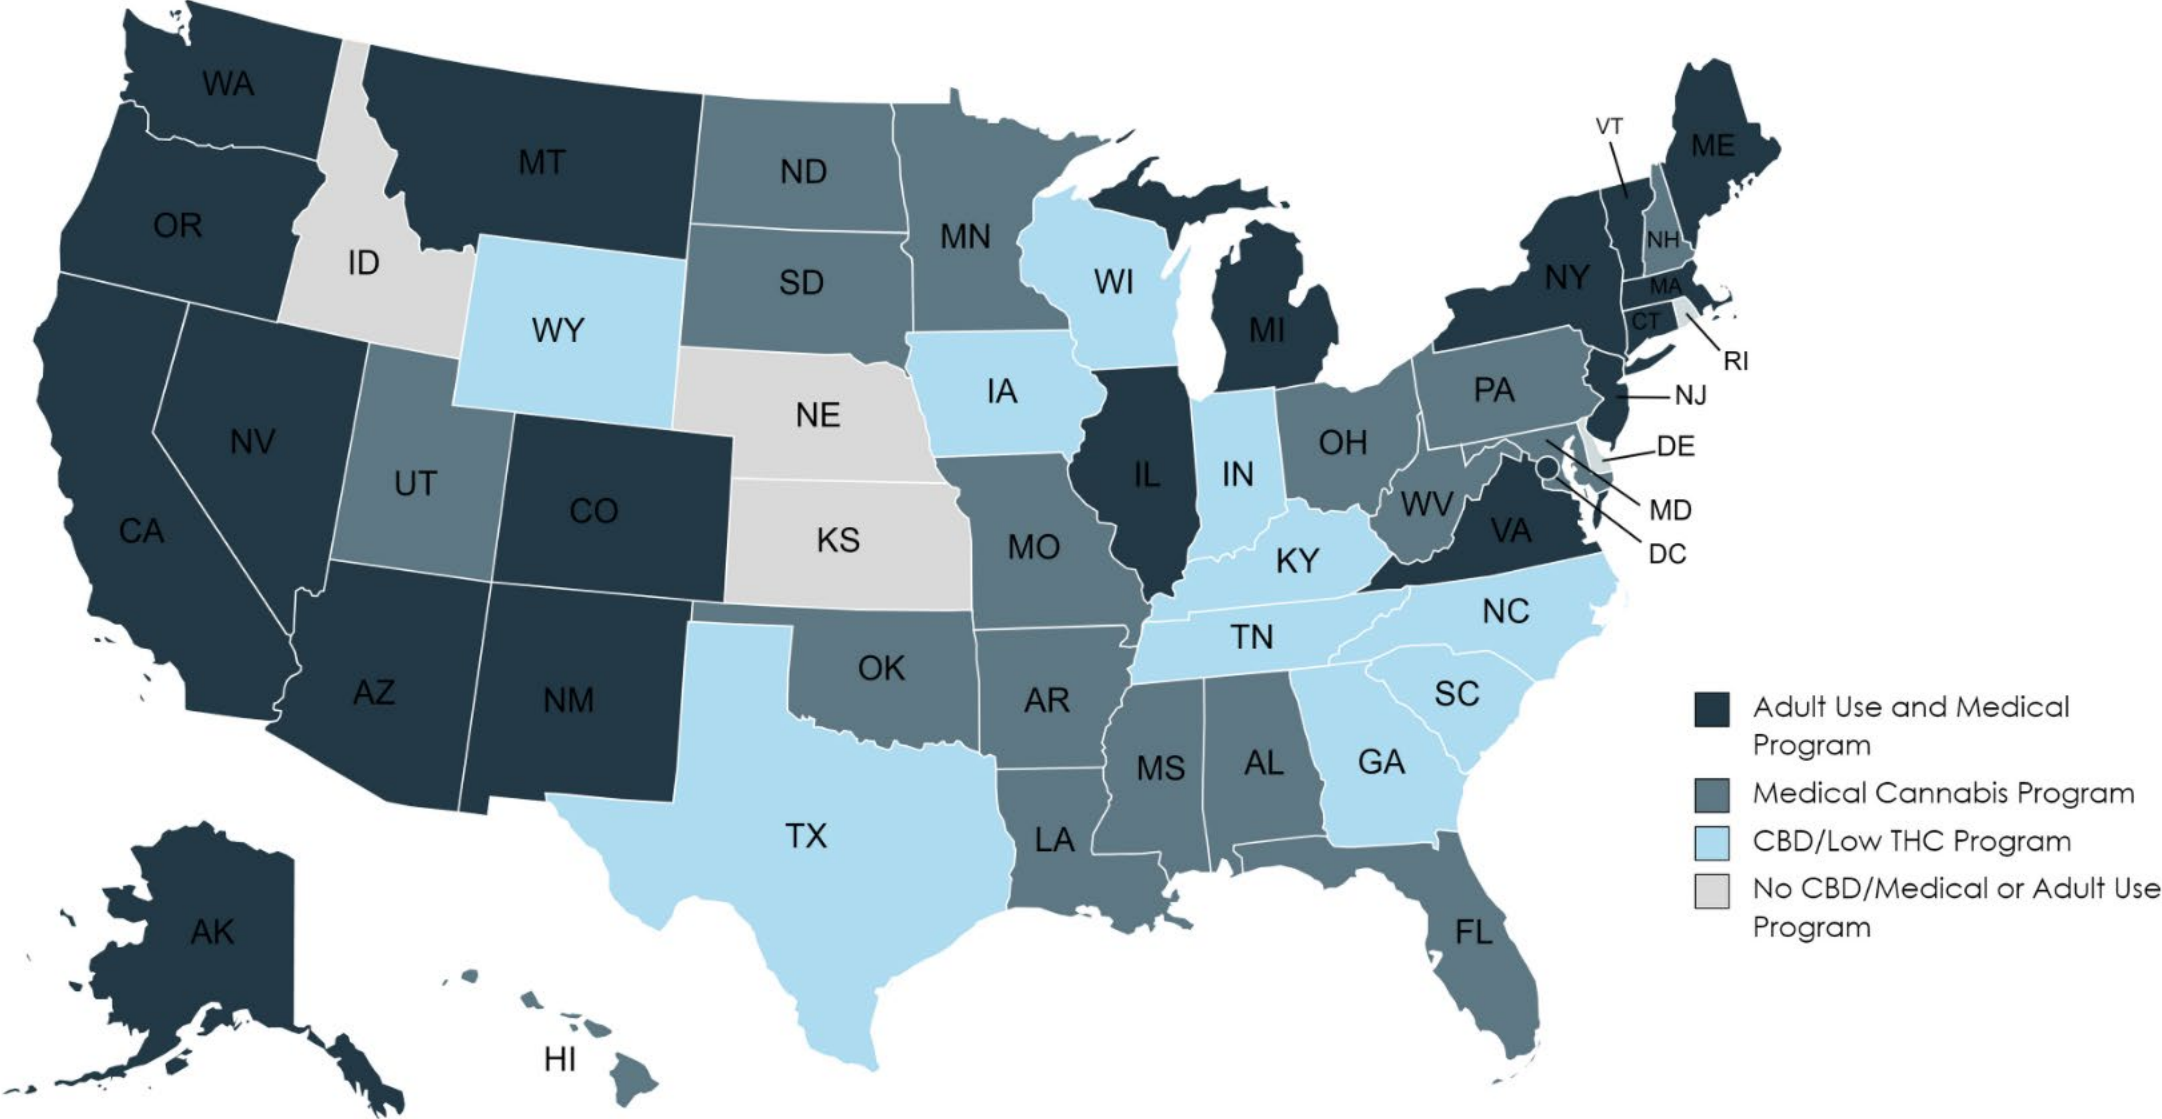 WA
MT
ND
MN
VT
ME
OR
ID
SD
WI
NY
NH
MA
WY
MI
CT
RI
NE
IA
PA
NJ
NV
UT
CO
IL
IN
OH
DE
CA
KS
MO
WV
VA
MD
KY
DC
AZ
NM
OK
AR
TN
NC
SC
TX
LA
MS
AL
GA
AK
HI
FL
Adult Use and Medical
Program
Medical Cannabis Program
CBD/Low THC Program
No CBD/Medical or Adult Use
Program